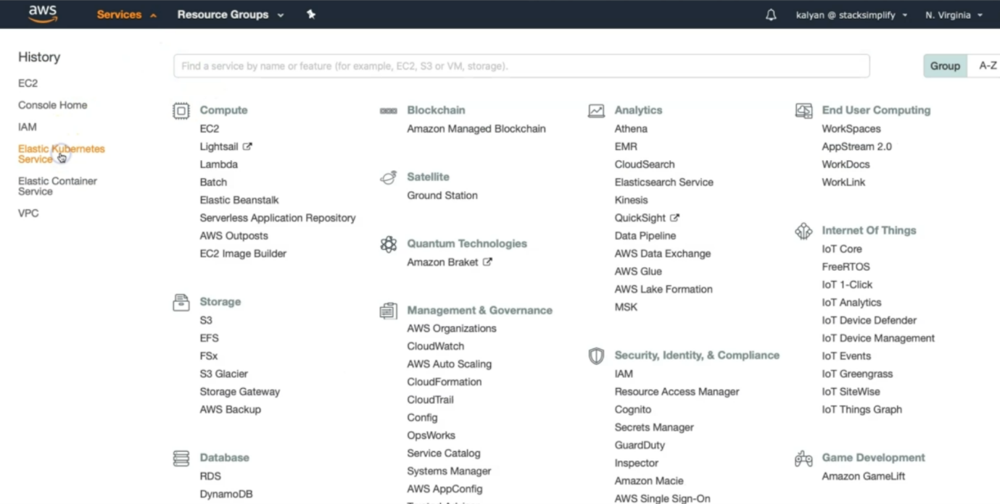 aws Services Resource Groups kalyan @ stacksimplify N. Virginia
History
EC2
Console Home
IAM
Elastic Kubernetes
Service
Elastic Container
Service
VPC
Find a service by name or feature (for example, EC2, S3 or VM, storage).
Group A-Z
Compute
EC2
Lightsail
Lambda
Batch
Elastic Beanstalk
Serverless Application Repository
AWS Outposts
EC2 Image Builder
Storage
S3
EFS
FSx
S3 Glacier
Storage Gateway
AWS Backup
Database
RDS
DynamoDB
Blockchain
Amazon Managed Blockchain
Satellite
Ground Station
Quantum Technologies
Amazon Braket
Management & Governance
AWS Organizations
CloudWatch
AWS Auto Scaling
CloudFormation
CloudTrail
Config
OpsWorks
Service Catalog
Systems Manager
AWS AppConfig
Analytics
Athena
EMR
CloudSearch
Elasticsearch Service
Kinesis
QuickSight
Data Pipeline
AWS Data Exchange
AWS Glue
AWS Lake Formation
MSK
Security, Identity, & Compliance
IAM
Resource Access Manager
Cognito
Secrets Manager
GuardDuty
Inspector
Amazon Macie
AWS Single Sign-On
End User Computing
WorkSpaces
AppStream 2.0
WorkDocs
WorkLink
Internet Of Things
IoT Core
FreeRTOS
IoT 1-Click
IoT Analytics
IoT Device Defender
IoT Device Management
IoT Events
IoT Greengrass
IoT SiteWise
IoT Things Graph
Game Development
Amazon GameLift